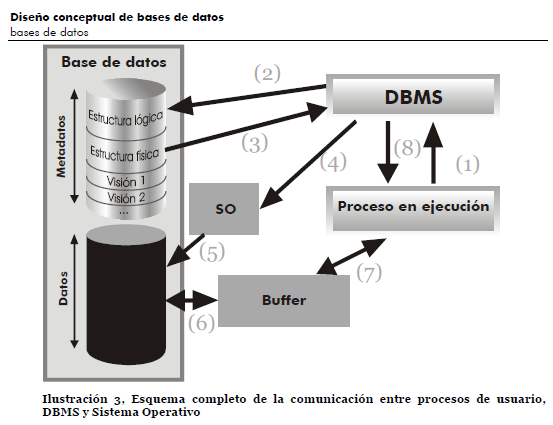 Diseño conceptual de bases de datos
bases de datos
Base de datos
(2)
DBMS
Estructura lógica
(3)
Metadatos
Estructura física
(4)
(8)
(1)
Visión 1
Visión 2
...
SO
Proceso en ejecución
(5)
(7)
Datos
Buffer
(6)
Ilustración 3, Esquema completo de la comunicación entre procesos de usuario,
DBMS y Sistema Operativo